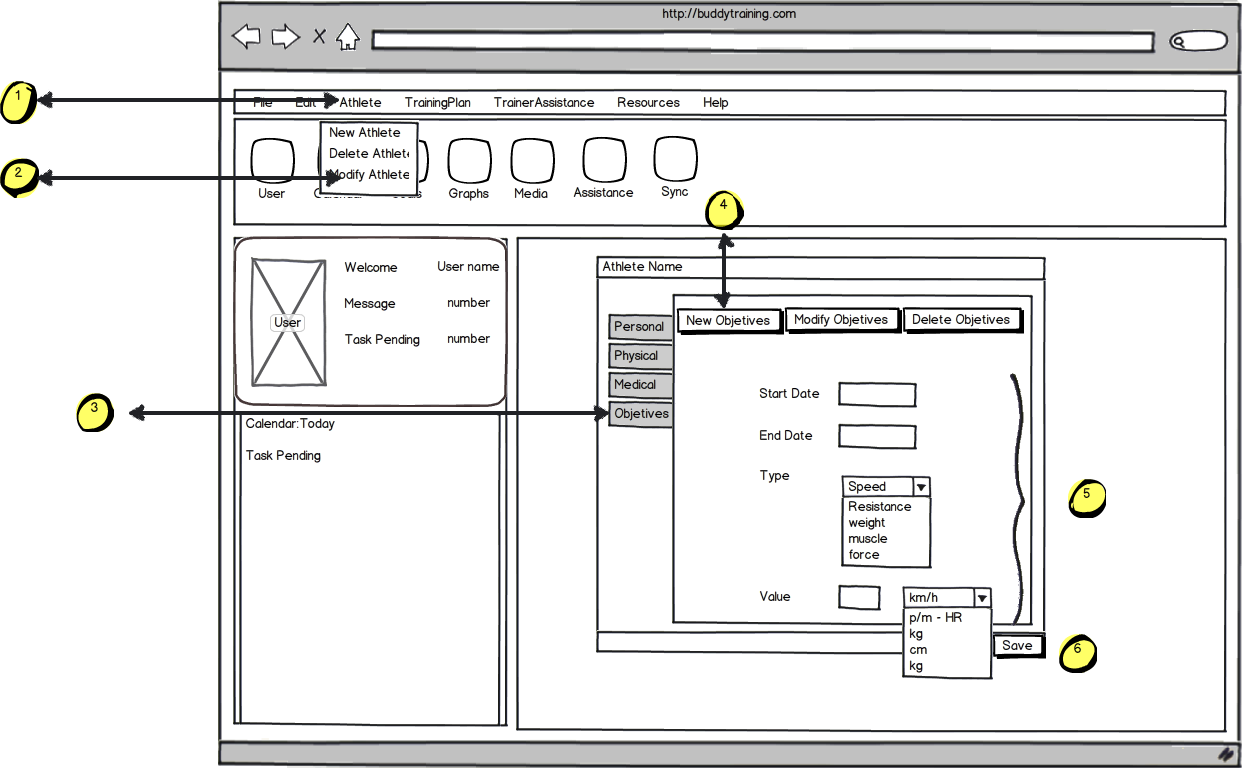 http://buddytraining.com
1
File Edit Athlete TrainingPlan TrainerAssistance Resources Help
New Athlete
Delete Athlete
2
Modify Athlete
User Graphs Media Assistance Sync
4
Welcome User name
Message number
User
Task Pending number
Athlete Name
New Objetives Modify Objetives Delete Objetives
Personal
Physical
Medical
3
Objetives
Calendar:Today
Task Pending
Start Date
End Date
Type
Speed
Resistance
weight
muscle
force
5
Value
km/h
p/m - HR
kg
cm
kg
Save
6